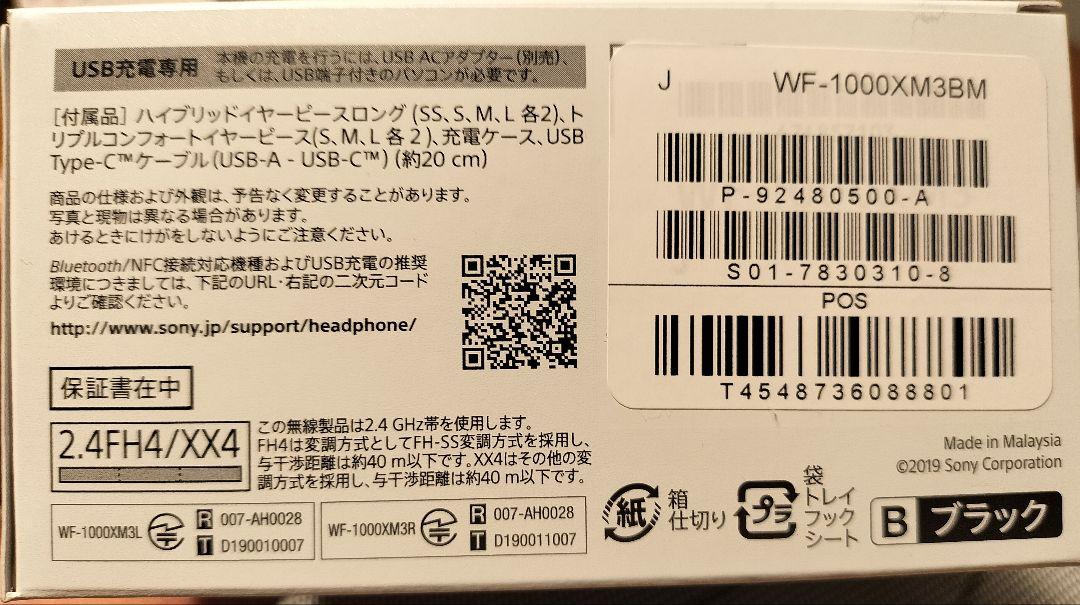 USB充電専用
本機の充電を行うには、USB ACアダプター(別売)、
もしくは、USB端子付きのパソコンが必要です。
[付属品] ハイブリッドイヤーピースロング (SS、S、M、L 各2)、ト
リプルコンフォートイヤーピース(S、M、L 各2)、充電ケース、USB
Type-C™ケーブル(USB-A - USB-C™) (約20 cm)
商品の仕様および外観は、予告なく変更することがあります。
写真と現物は異なる場合があります。
あけるときにけがをしないようにご注意ください。
Bluetooth/NFC接続対応機種およびUSB充電の推奨
環境につきましては、下記のURL・右記の二次元コード
よりご確認ください。
http://www.sony.jp/support/headphone/
保証書在中
2.4FH4/XX4
この無線製品は2.4 GHz帯を使用します。
FH4は変調方式としてFH-SS変調方式を採用し、
与干渉距離は約40 m以下です。XX4はその他の変
調方式を採用し、与干渉距離は約40 m以下です。
WF-1000XM3L
R 007-AH0028
T D190010007
WF-1000XM3R
R 007-AH0028
T D190011007
J WF-1000XM3BM
P-92480500-A
S01-7830310-8
POS
T4548736088801
Made in Malaysia
©2019 Sony Corporation
紙
箱
仕切り
プラ
袋
トレイ
フック
シート
B ブラック